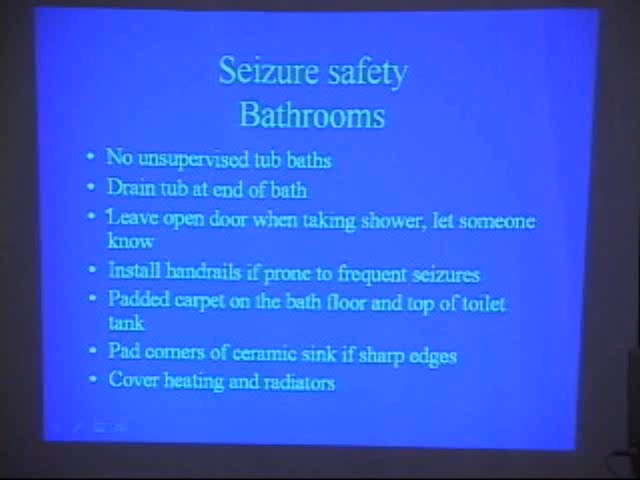 Seizure safety
Bathrooms
• No unsupervised tub baths
• Drain tub at end of bath
• Leave open door when taking shower, let someone
know
• Install handrails if prone to frequent seizures
• Padded carpet on the bath floor and top of toilet
tank
• Pad corners of ceramic sink if sharp edges
• Cover heating and radiators